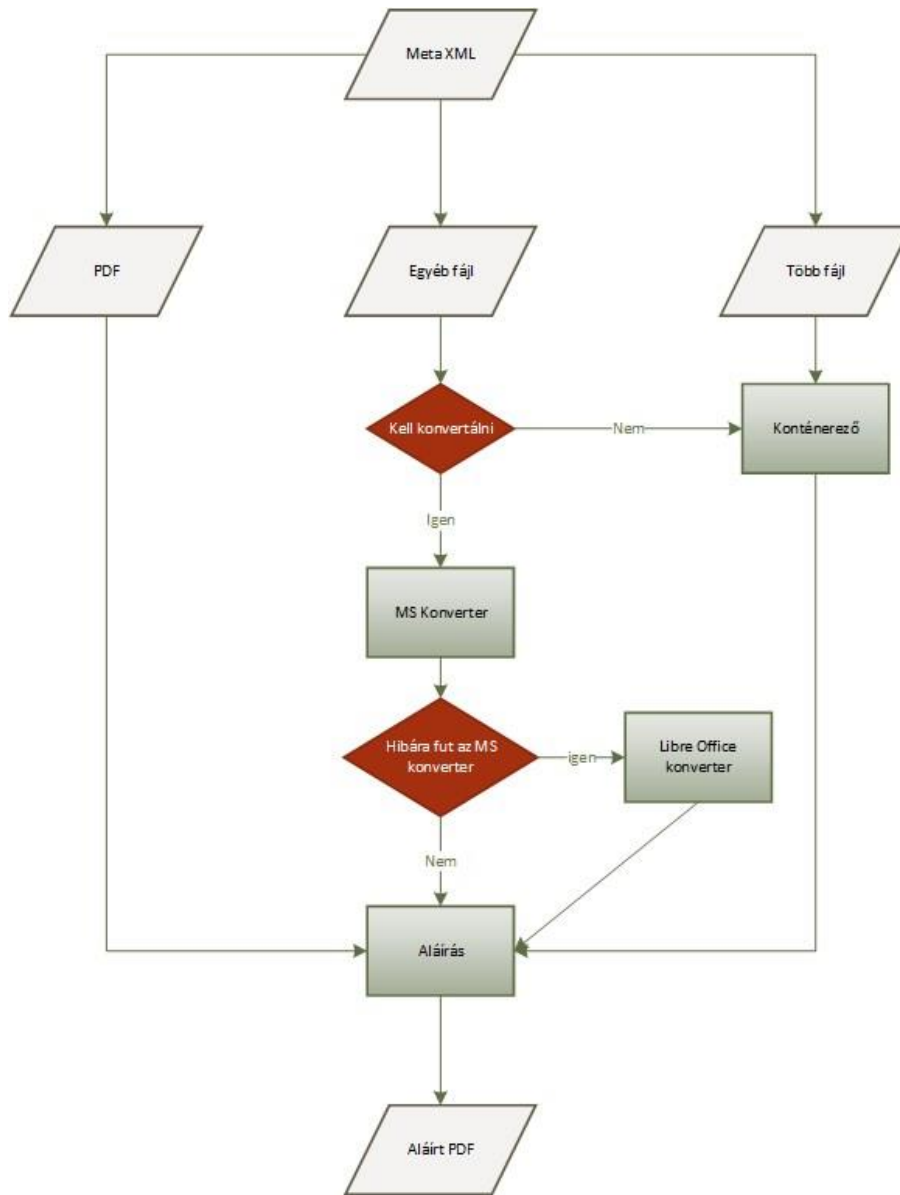 Meta XML
PDF
Egyéb fájl
Több fájl
Kell konvertálni
Nem
Konténerező
Igen
MS Konverter
Hibára fut az MS
konverter
igen
Libre Office
konverter
Nem
Aláírás
Aláírt PDF